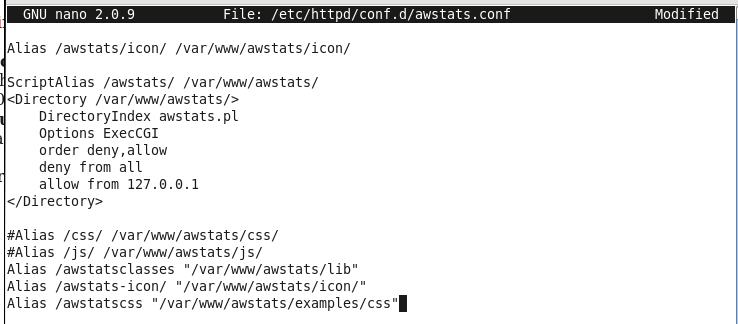 GNU nano 2.0.9 File: /etc/httpd/conf.d/awstats.conf Modified
Alias /awstats/icon/ /var/www/awstats/icon/
ScriptAlias /awstats/ /var/www/awstats/
<Directory /var/www/awstats/>
    DirectoryIndex awstats.pl
    Options ExecCGI
    order deny,allow
    deny from all
    allow from 127.0.0.1
</Directory>
#Alias /css/ /var/www/awstats/css/
#Alias /js/ /var/www/awstats/js/
Alias /awstatsclasses "/var/www/awstats/lib"
Alias /awstats-icon/ "/var/www/awstats/icon/"
Alias /awstatscss "/var/www/awstats/examples/css"